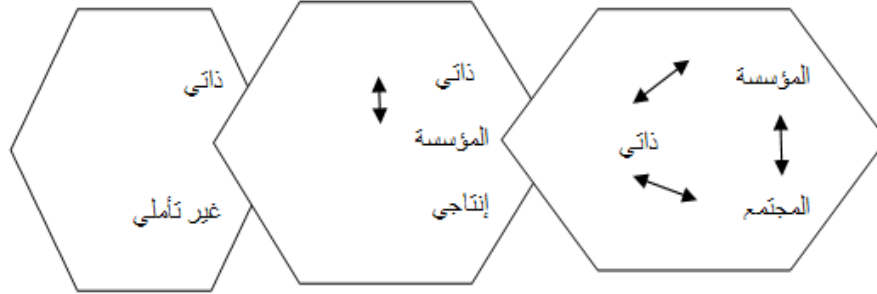 المؤسسة
ذاتي
المجتمع
ذاتي
المؤسسة
إنتاجي
ذاتي
غير تأملي